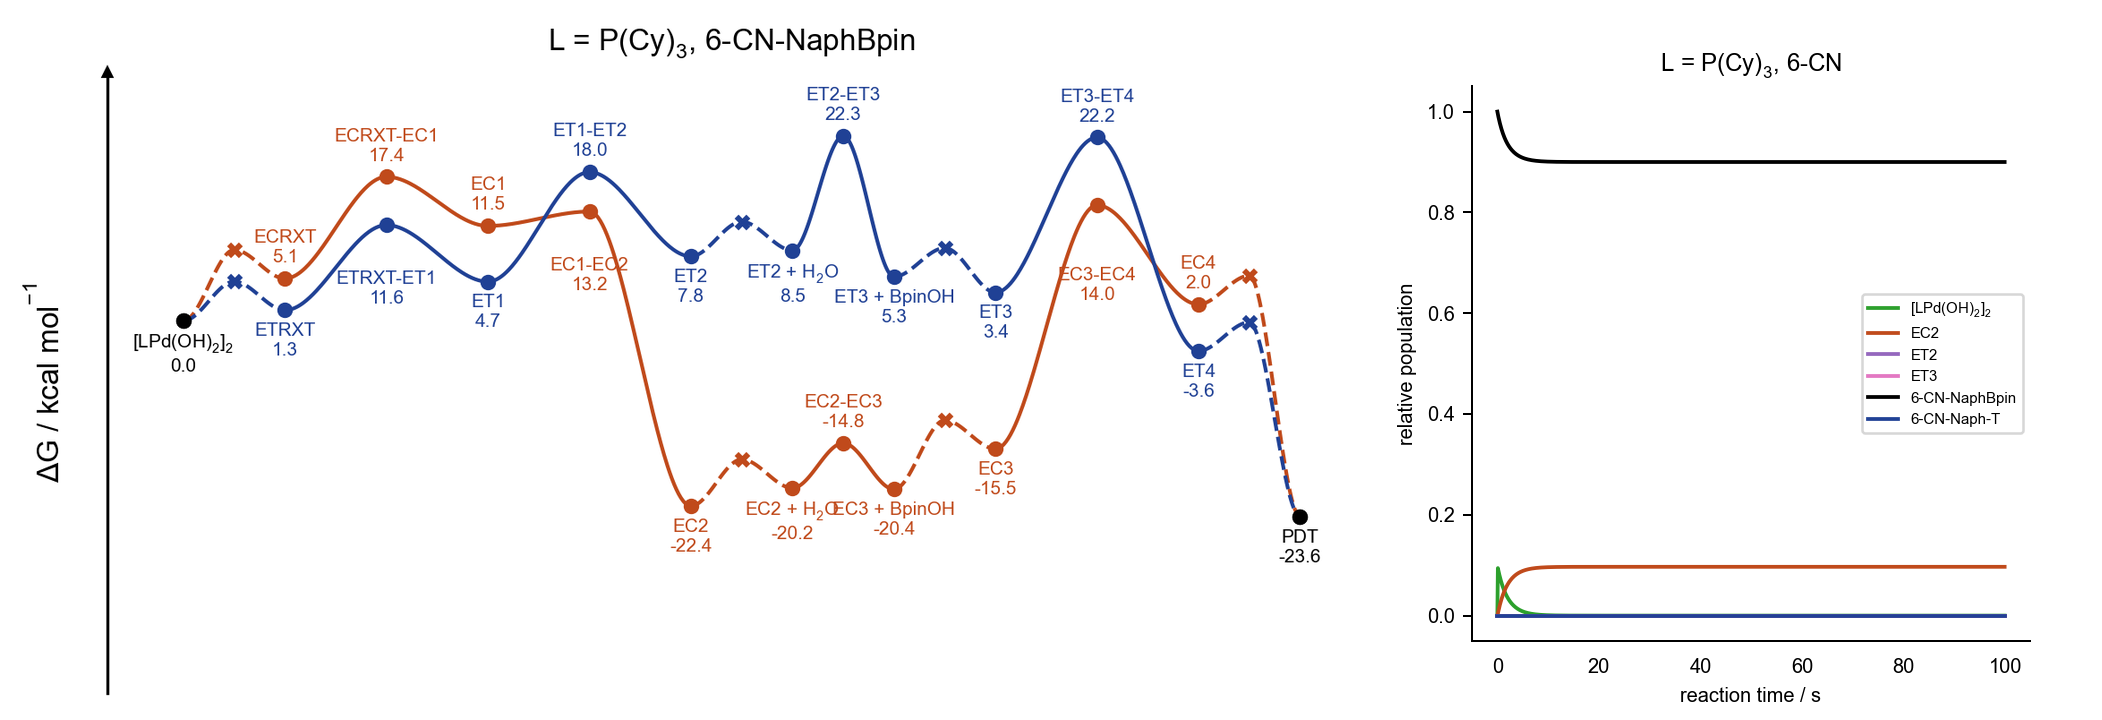 L = P(Cy)₃, 6-CN-NaphBpin
ΔG / kcal mol⁻¹
[LPd(OH)₂]₂
0.0
ECRXT
5.1
ETRXT
1.3
ECRXT-EC1
17.4
ETRXT-ET1
11.6
EC1
11.5
ET1
4.7
ET1-ET2
18.0
EC1-EC2
13.2
ET2
7.8
EC2
-22.4
ET2 + H₂O
8.5
EC2 + H₂O
-20.2
ET2-ET3
22.3
EC2-EC3
-14.8
ET3 + BpinOH
5.3
EC3 + BpinOH
-20.4
ET3
3.4
EC3
-15.5
ET3-ET4
22.2
EC3-EC4
14.0
EC4
2.0
ET4
-3.6
PDT
-23.6
L = P(Cy)₃, 6-CN
relative population
1.0
0.8
0.6
0.4
0.2
0.0
0 20 40 60 80 100
reaction time / s
[LPd(OH)₂]₂
EC2
ET2
ET3
6-CN-NaphBpin
6-CN-Naph-T